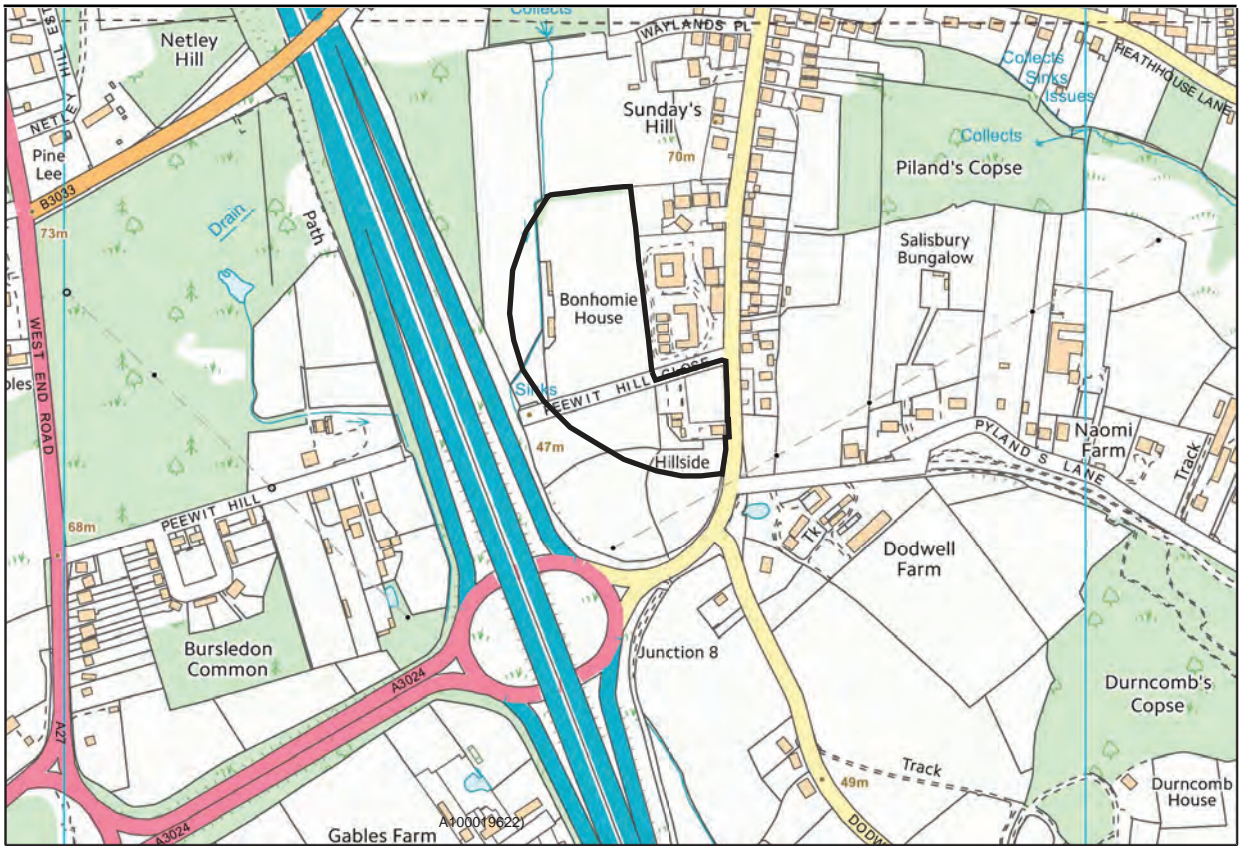 Collects
WAYLANDS PL
Netley
Hill
NETLEY HILL EST
Collects
Sinks
Issues
HEATHHOUSE LANE
Sunday's
Hill
Collects
Pine
Lee
70m
Piland's Copse
B3033
73m
Drain
Path
Salisbury
Bungalow
Bonhomie
House
WEST END ROAD
Sinks
PEEWIT HILL CLOSE
PYLANDS LANE
Naomi
Farm
Track
47m
Hillside
PEEWIT HILL
68m
Tk
Dodwell
Farm
Bursledon
Common
Junction 8
A3024
Durncomb's
Copse
A27
Track
49m
Durncomb
House
A100019622)
A3024
Gables Farm